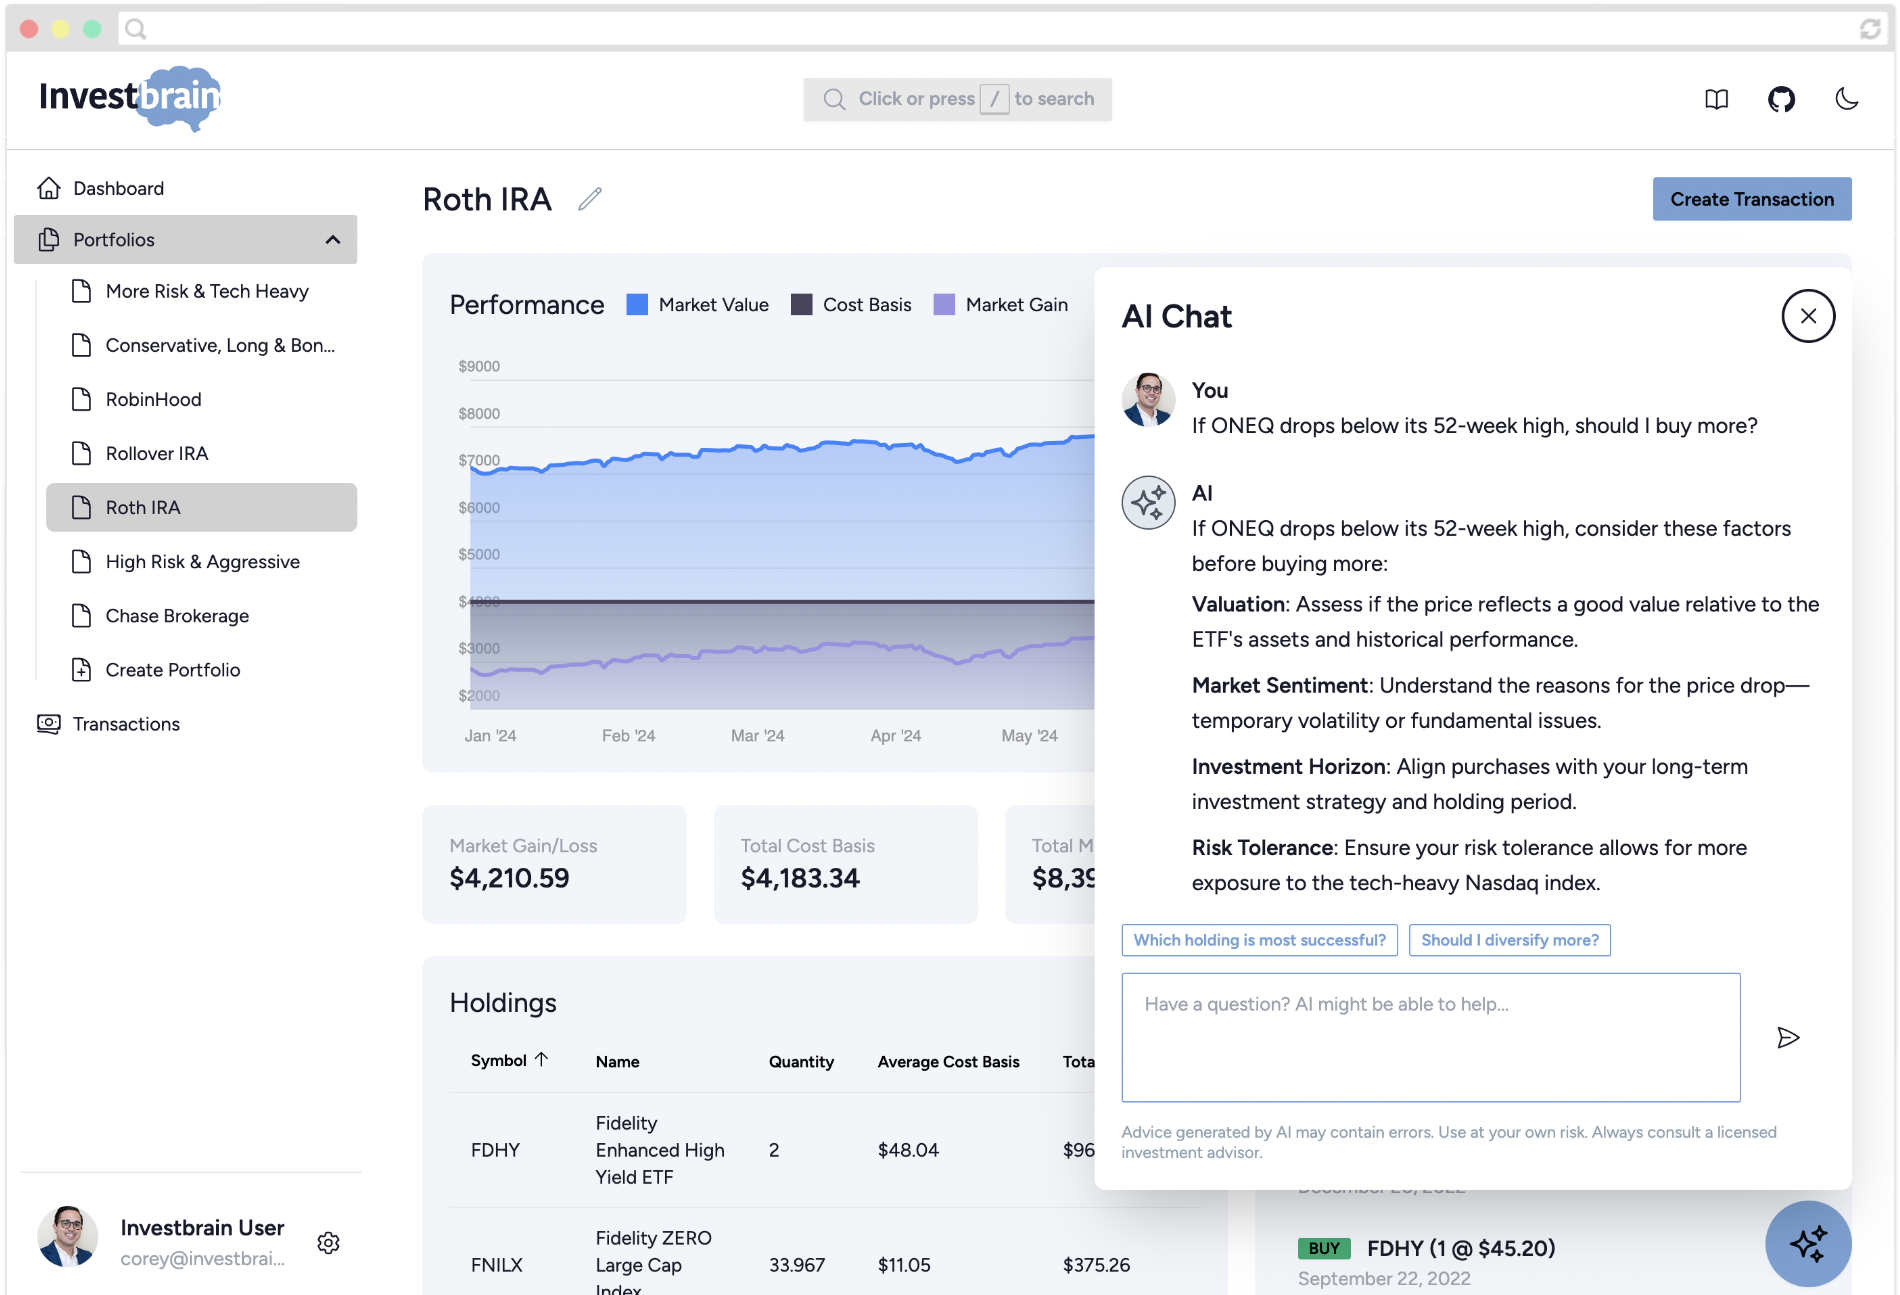 Investbrain
Click or press / to search
Dashboard
Portfolios
More Risk & Tech Heavy
Conservative, Long & Bon...
RobinHood
Rollover IRA
Roth IRA
High Risk & Aggressive
Chase Brokerage
Create Portfolio
Transactions
Investbrain User
corey@investbrai...
Roth IRA
Create Transaction
Performance
Market Value
Cost Basis
Market Gain
$9000
$8000
$7000
$6000
$5000
$4000
$3000
$2000
Jan '24
Feb '24
Mar '24
Apr '24
May '24
Market Gain/Loss
$4,210.59
Total Cost Basis
$4,183.34
Total M
$8,39
Holdings
Symbol Name Quantity Average Cost Basis Tota
FDHY
Fidelity
Enhanced High
Yield ETF
2
$48.04
$96
FNILX
Fidelity ZERO
Large Cap
Index
33.967
$11.05
$375.26
AI Chat
You
If ONEQ drops below its 52-week high, should I buy more?
AI
If ONEQ drops below its 52-week high, consider these factors
before buying more:
Valuation: Assess if the price reflects a good value relative to the
ETF's assets and historical performance.
Market Sentiment: Understand the reasons for the price drop—
temporary volatility or fundamental issues.
Investment Horizon: Align purchases with your long-term
investment strategy and holding period.
Risk Tolerance: Ensure your risk tolerance allows for more
exposure to the tech-heavy Nasdaq index.
Which holding is most successful?
Should I diversify more?
Have a question? AI might be able to help...
Advice generated by AI may contain errors. Use at your own risk. Always consult a licensed
investment advisor.
BUY FDHY (1 @ $45.20)
September 22, 2022